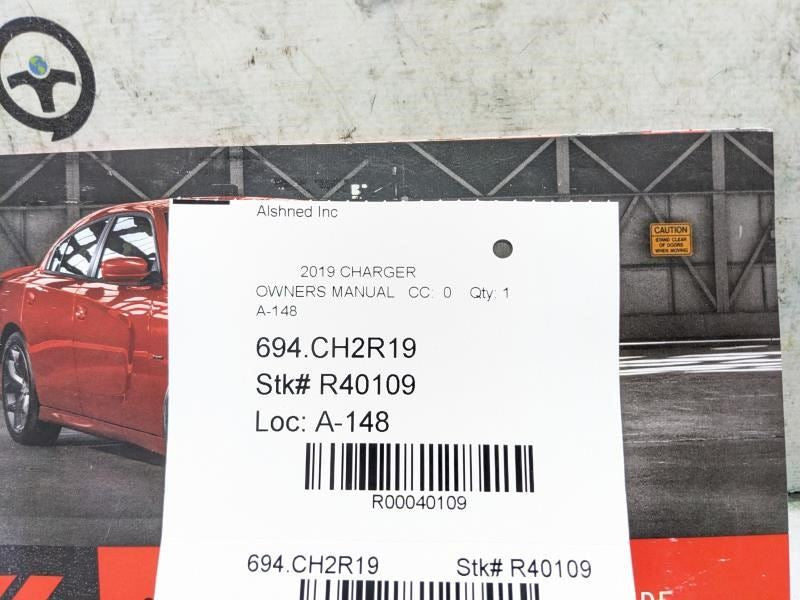 Alshned Inc
CAUTION
STAND CLEAR
OF DOORS
WHEN MOVING
2019 CHARGER
OWNERS MANUAL CC: 0 Qty: 1
A-148
694.CH2R19
Stk# R40109
Loc: A-148
R00040109
694.CH2R19 Stk# R40109